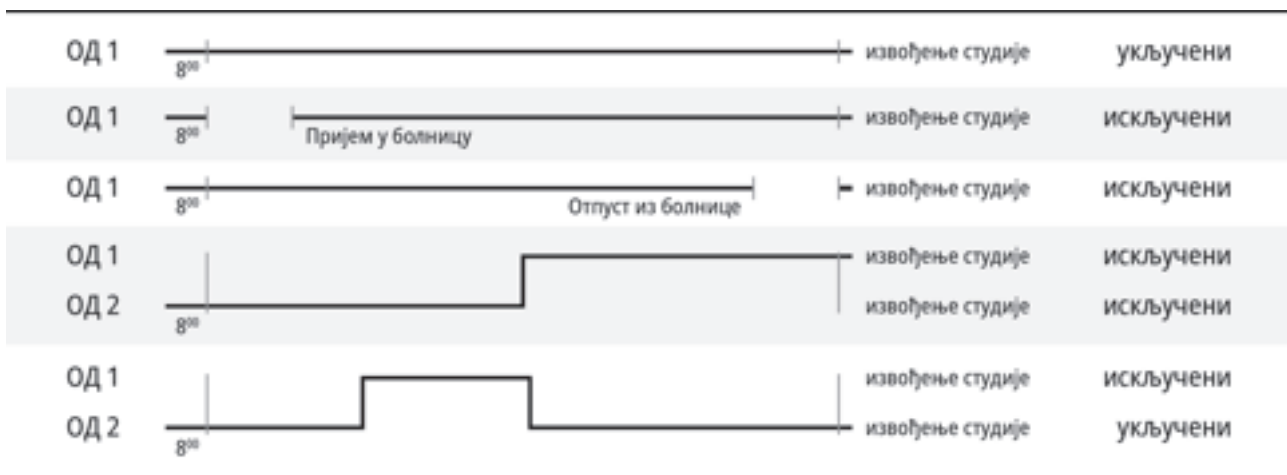 ОД 1 8⁰⁰ извођење студије укључени
ОД 1 8⁰⁰ Пријем у болницу извођење студије искључени
ОД 1 8⁰⁰ Отпуст из болнице извођење студије искључени
ОД 1 извођење студије искључени
ОД 2 8⁰⁰ извођење студије искључени
ОД 1 извођење студије искључени
ОД 2 8⁰⁰ извођење студије укључени